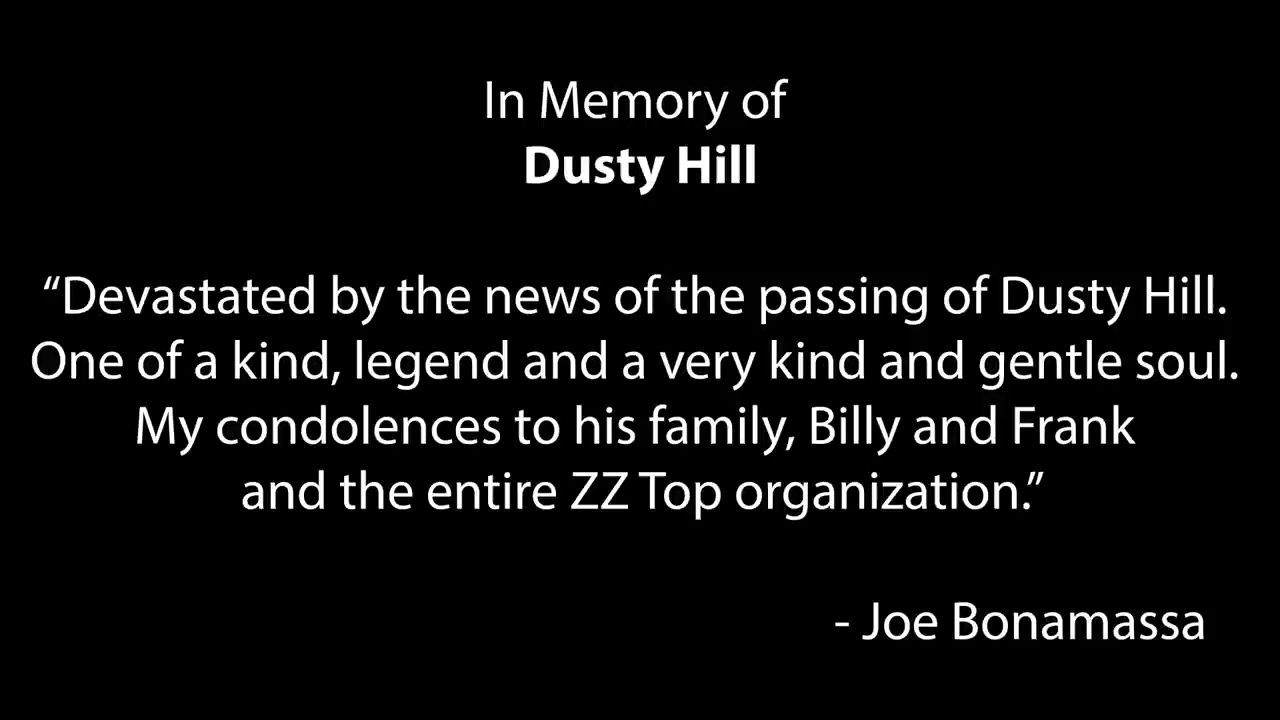 In Memory of
Dusty Hill
“Devastated by the news of the passing of Dusty Hill.
One of a kind, legend and a very kind and gentle soul.
My condolences to his family, Billy and Frank
and the entire ZZ Top organization.”
- Joe Bonamassa